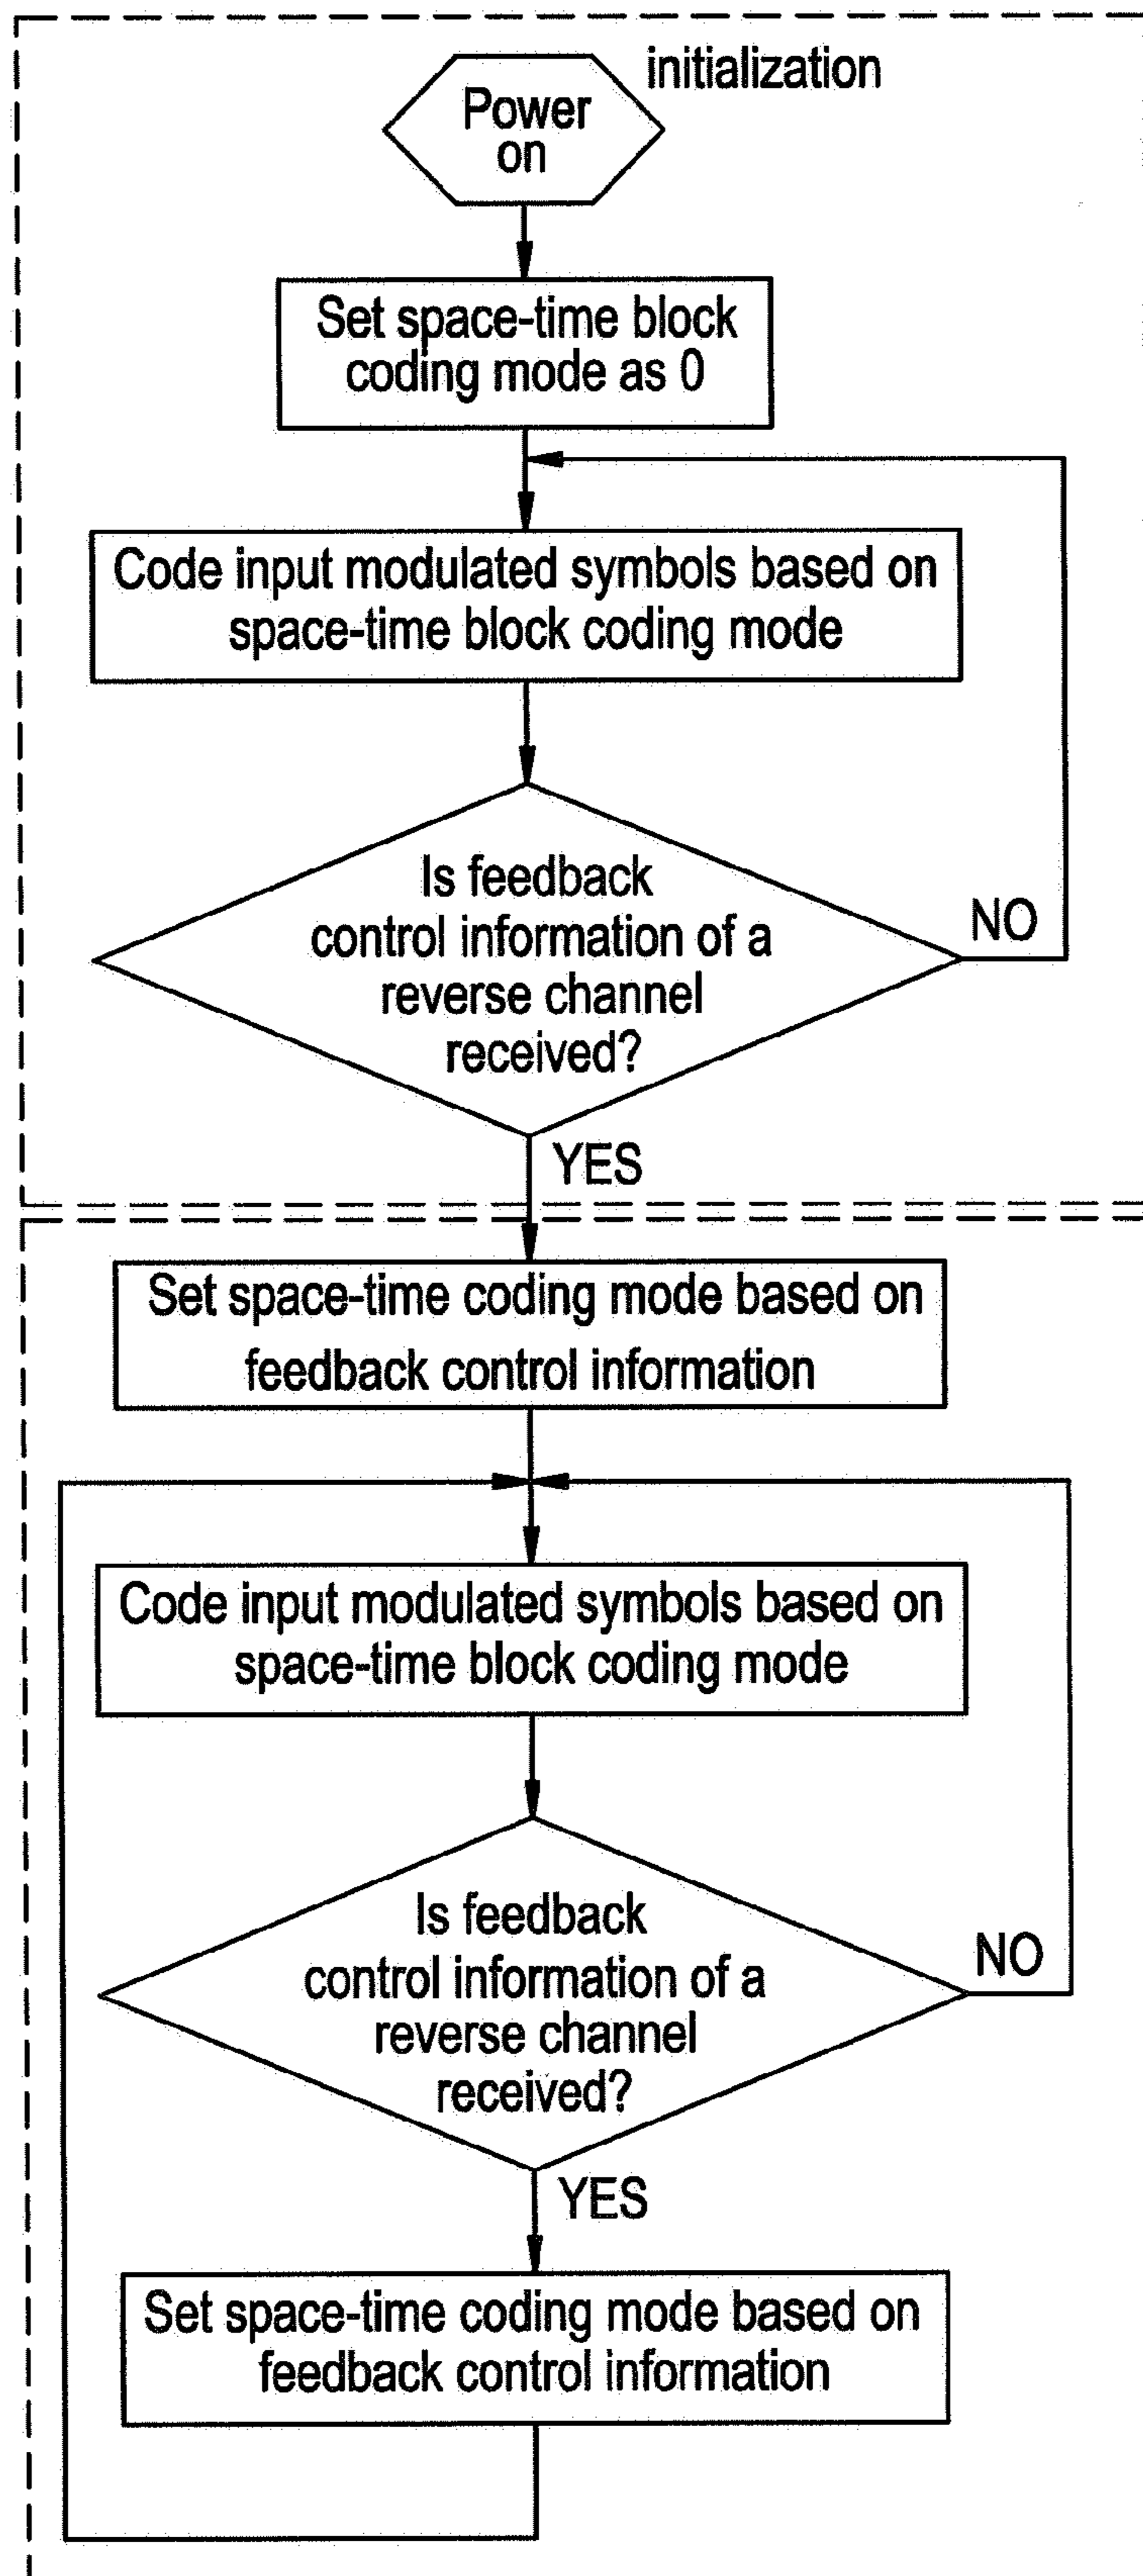 initialization
Power
on
Set space-time block
coding mode as 0
Code input modulated symbols based on
space-time block coding mode
Is feedback
control information of a
reverse channel
received?
NO
YES
Set space-time coding mode based on
feedback control information
Code input modulated symbols based on
space-time block coding mode
Is feedback
control information of a
reverse channel
received?
NO
YES
Set space-time coding mode based on
feedback control information